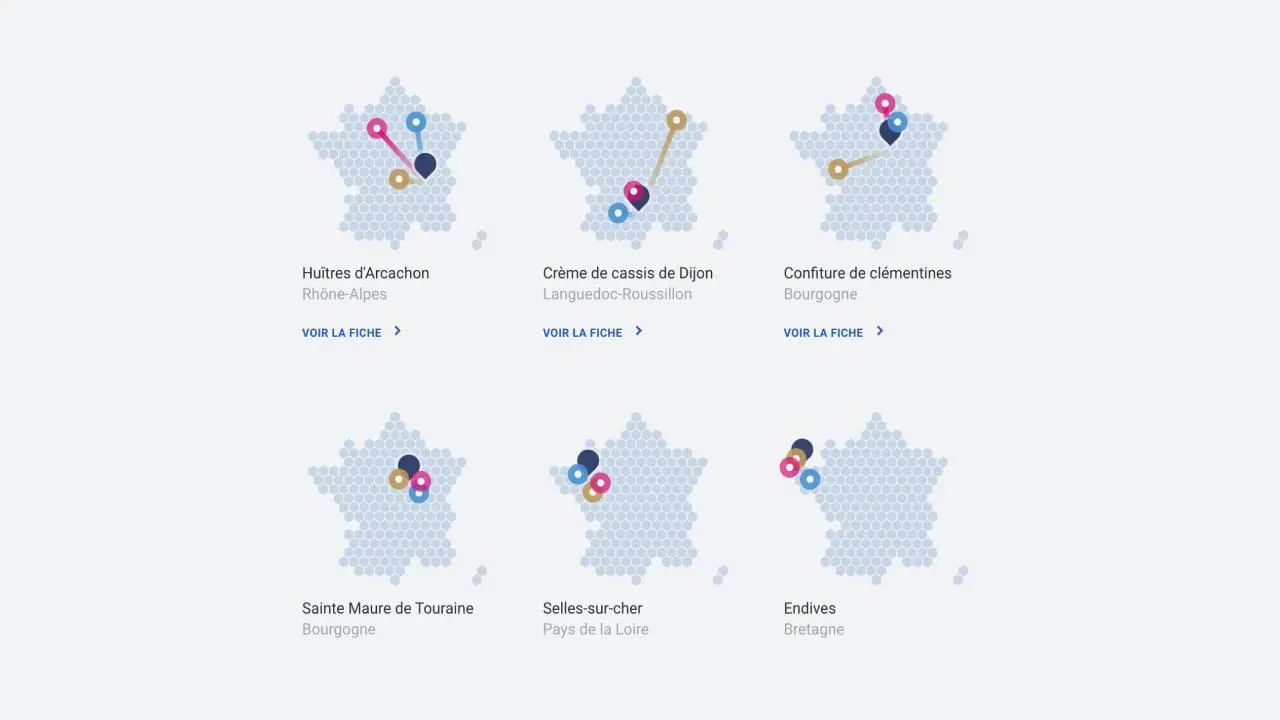 Huîtres d'Arcachon
Rhône-Alpes
VOIR LA FICHE
Crème de cassis de Dijon
Languedoc-Roussillon
VOIR LA FICHE
Confiture de clémentines
Bourgogne
VOIR LA FICHE
Sainte Maure de Touraine
Bourgogne
Selles-sur-cher
Pays de la Loire
Endives
Bretagne